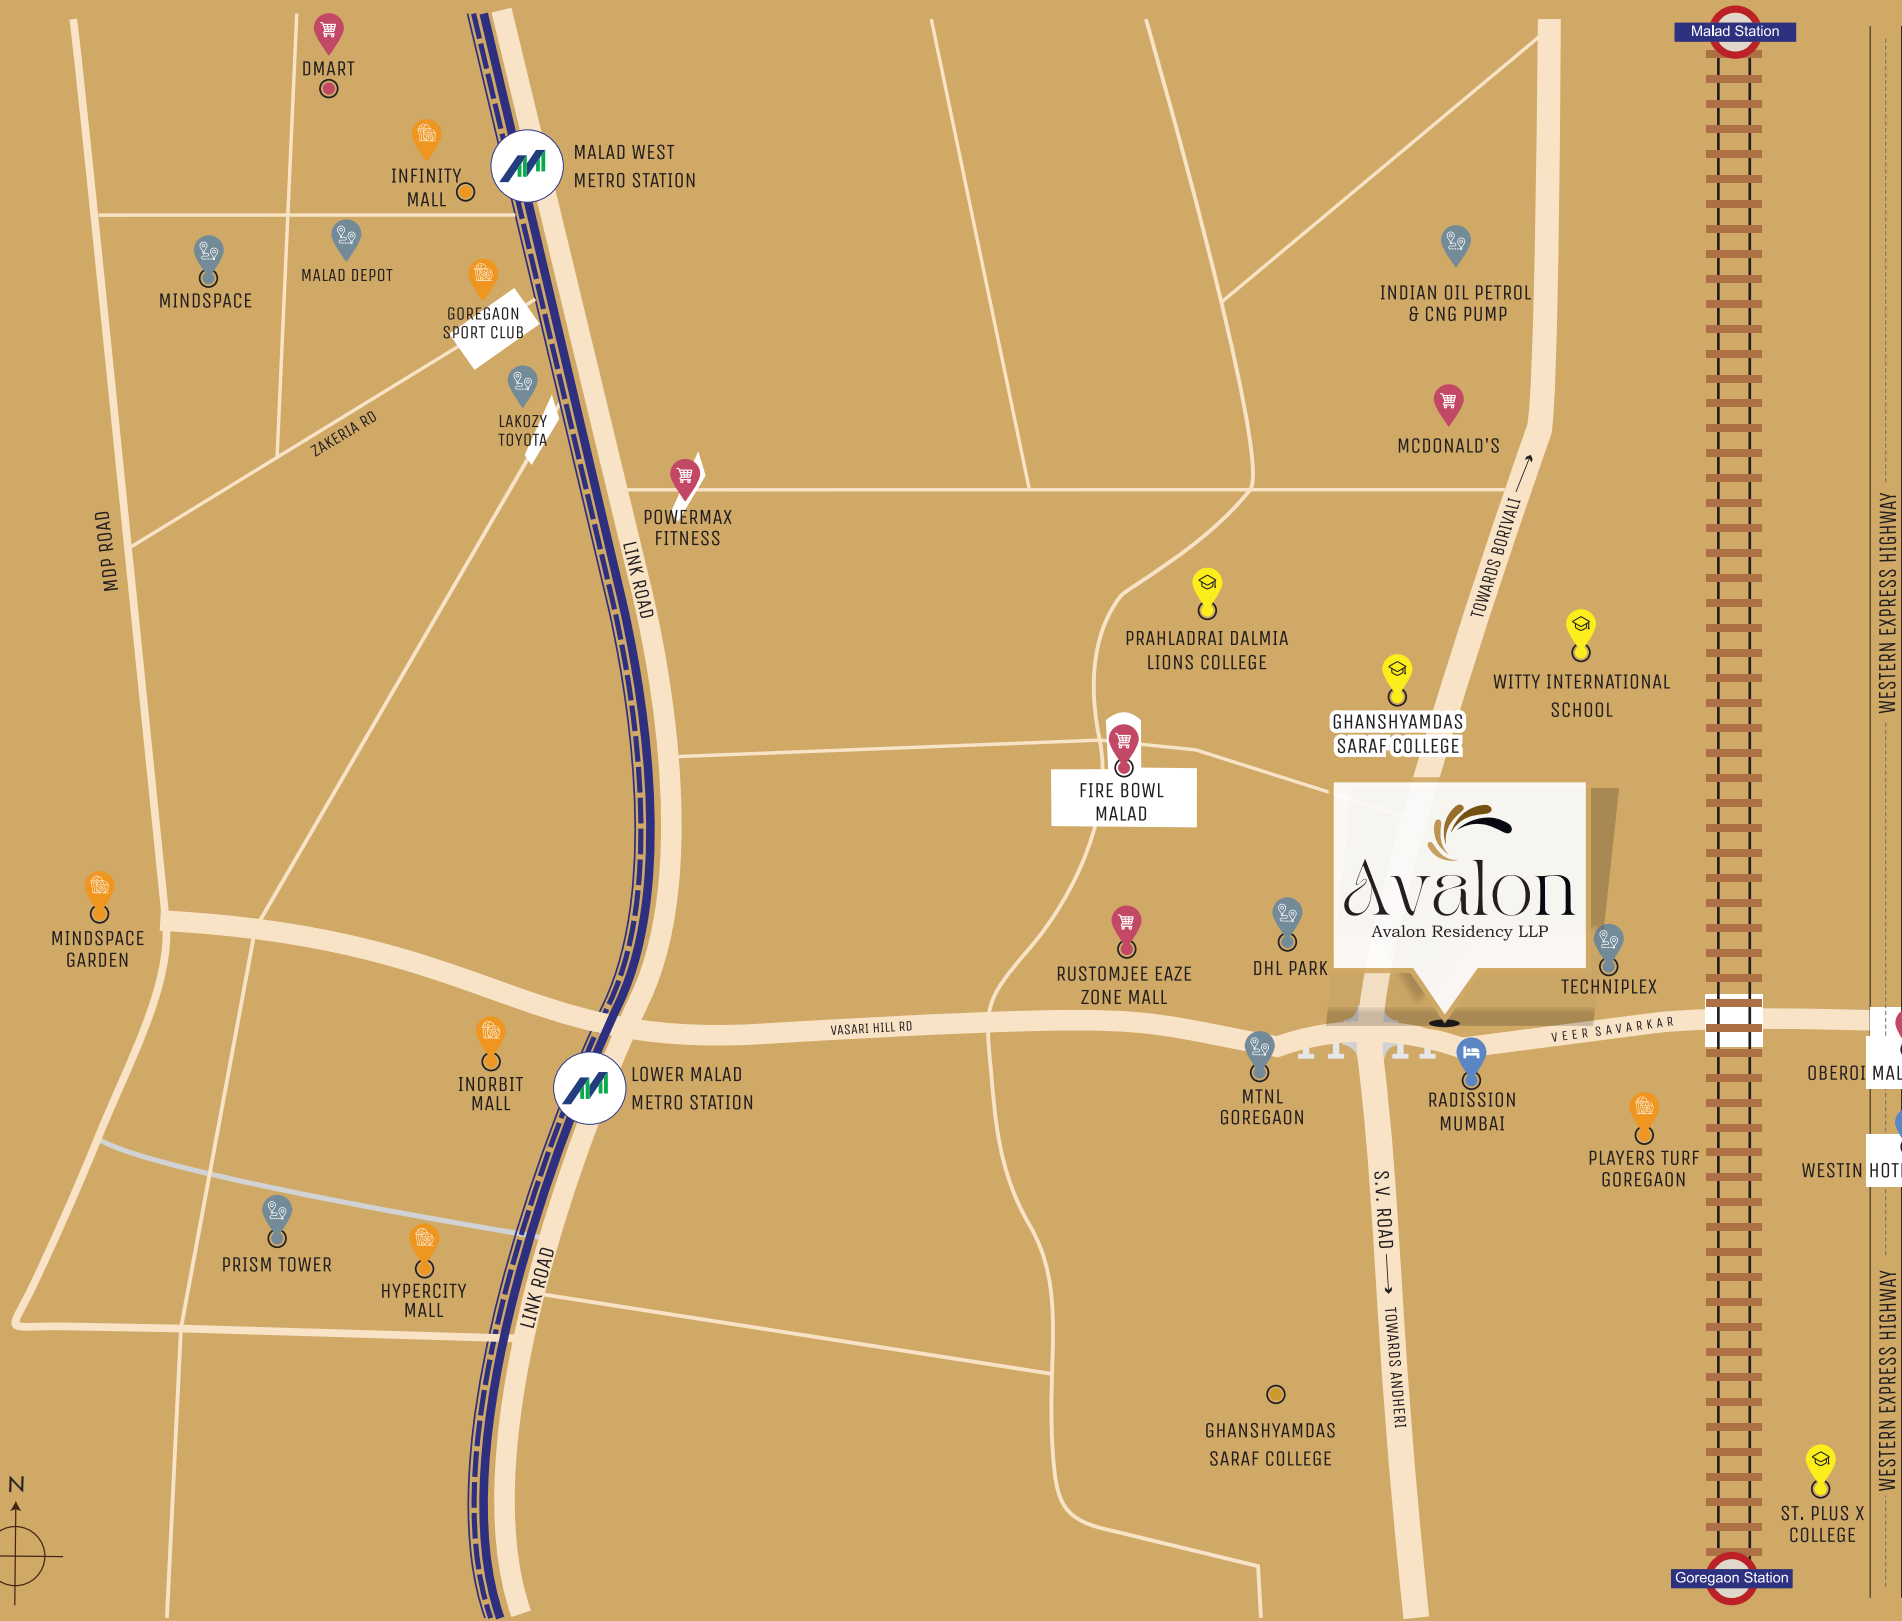 Malad Station
DMART
MALAD WEST
METRO STATION
INFINITY
MALL
MALAD DEPOT
MINDSPACE
GOREGAON
SPORT CLUB
INDIAN OIL PETROL
& CNG PUMP
LAKOZY
TOYOTA
ZAKERIA RD
MCDONALD'S
POWERMAX
FITNESS
MDP ROAD
LINK ROAD
TOWARDS BORIVALI
WESTERN EXPRESS HIGHWAY
PRAHLADRAI DALMIA
LIONS COLLEGE
WITTY INTERNATIONAL
SCHOOL
GHANSHYAMDAS
SARAF COLLEGE
FIRE BOWL
MALAD
Avalon
Avalon Residency LLP
MINDSPACE
GARDEN
RUSTOMJEE EAZE
ZONE MALL
DHL PARK
TECHNIPLEX
VASARI HILL RD
VEER SAVARKAR
INORBIT
MALL
LOWER MALAD
METRO STATION
MTNL
GOREGAON
RADISSION
MUMBAI
OBEROI MAL
PLAYERS TURF
GOREGAON
WESTIN HOT
S.V. ROAD
TOWARDS ANDHERI
PRISM TOWER
HYPERCITY
MALL
LINK ROAD
WESTERN EXPRESS HIGHWAY
GHANSHYAMDAS
SARAF COLLEGE
N
ST. PLUS X
COLLEGE
Goregaon Station